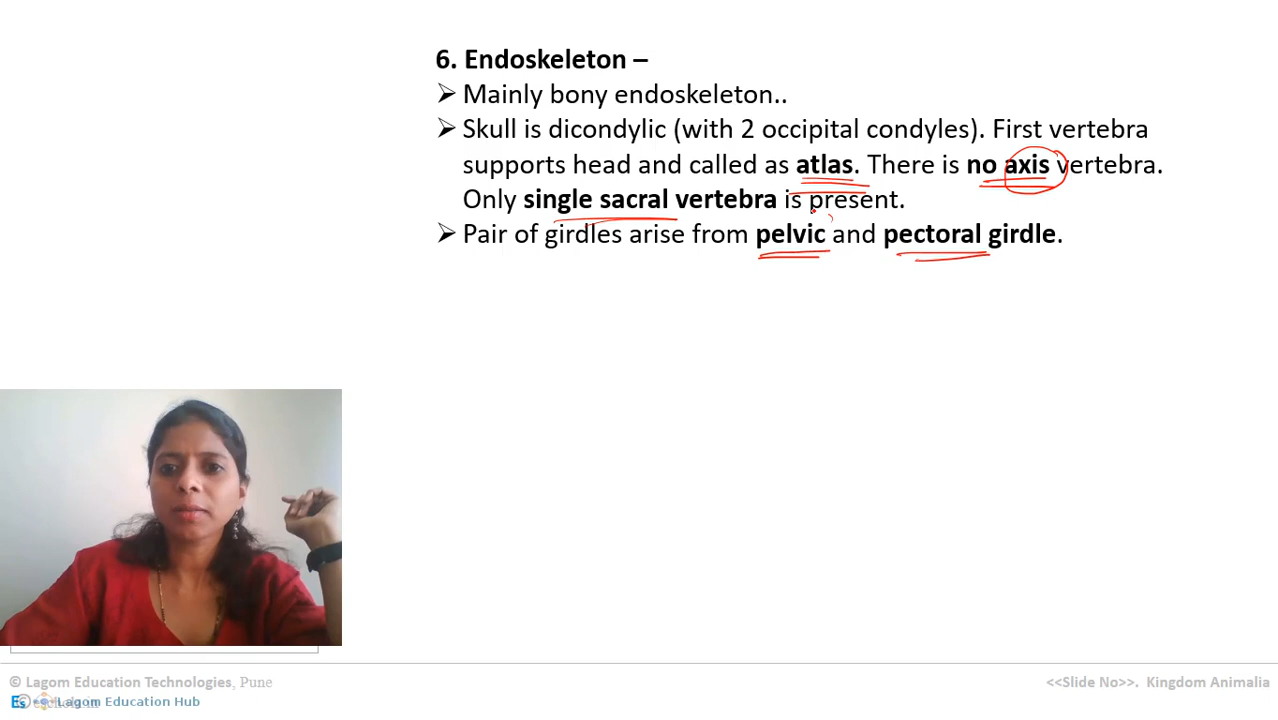 6. Endoskeleton –
➢ Mainly bony endoskeleton..
➢ Skull is dicondylic (with 2 occipital condyles). First vertebra
supports head and called as atlas. There is no axis vertebra.
Only single sacral vertebra is present.
➢ Pair of girdles arise from pelvic and pectoral girdle.
© Lagom Education Technologies, Pune
<<Slide No>>. Kingdom Animalia
Lagom Education Hub